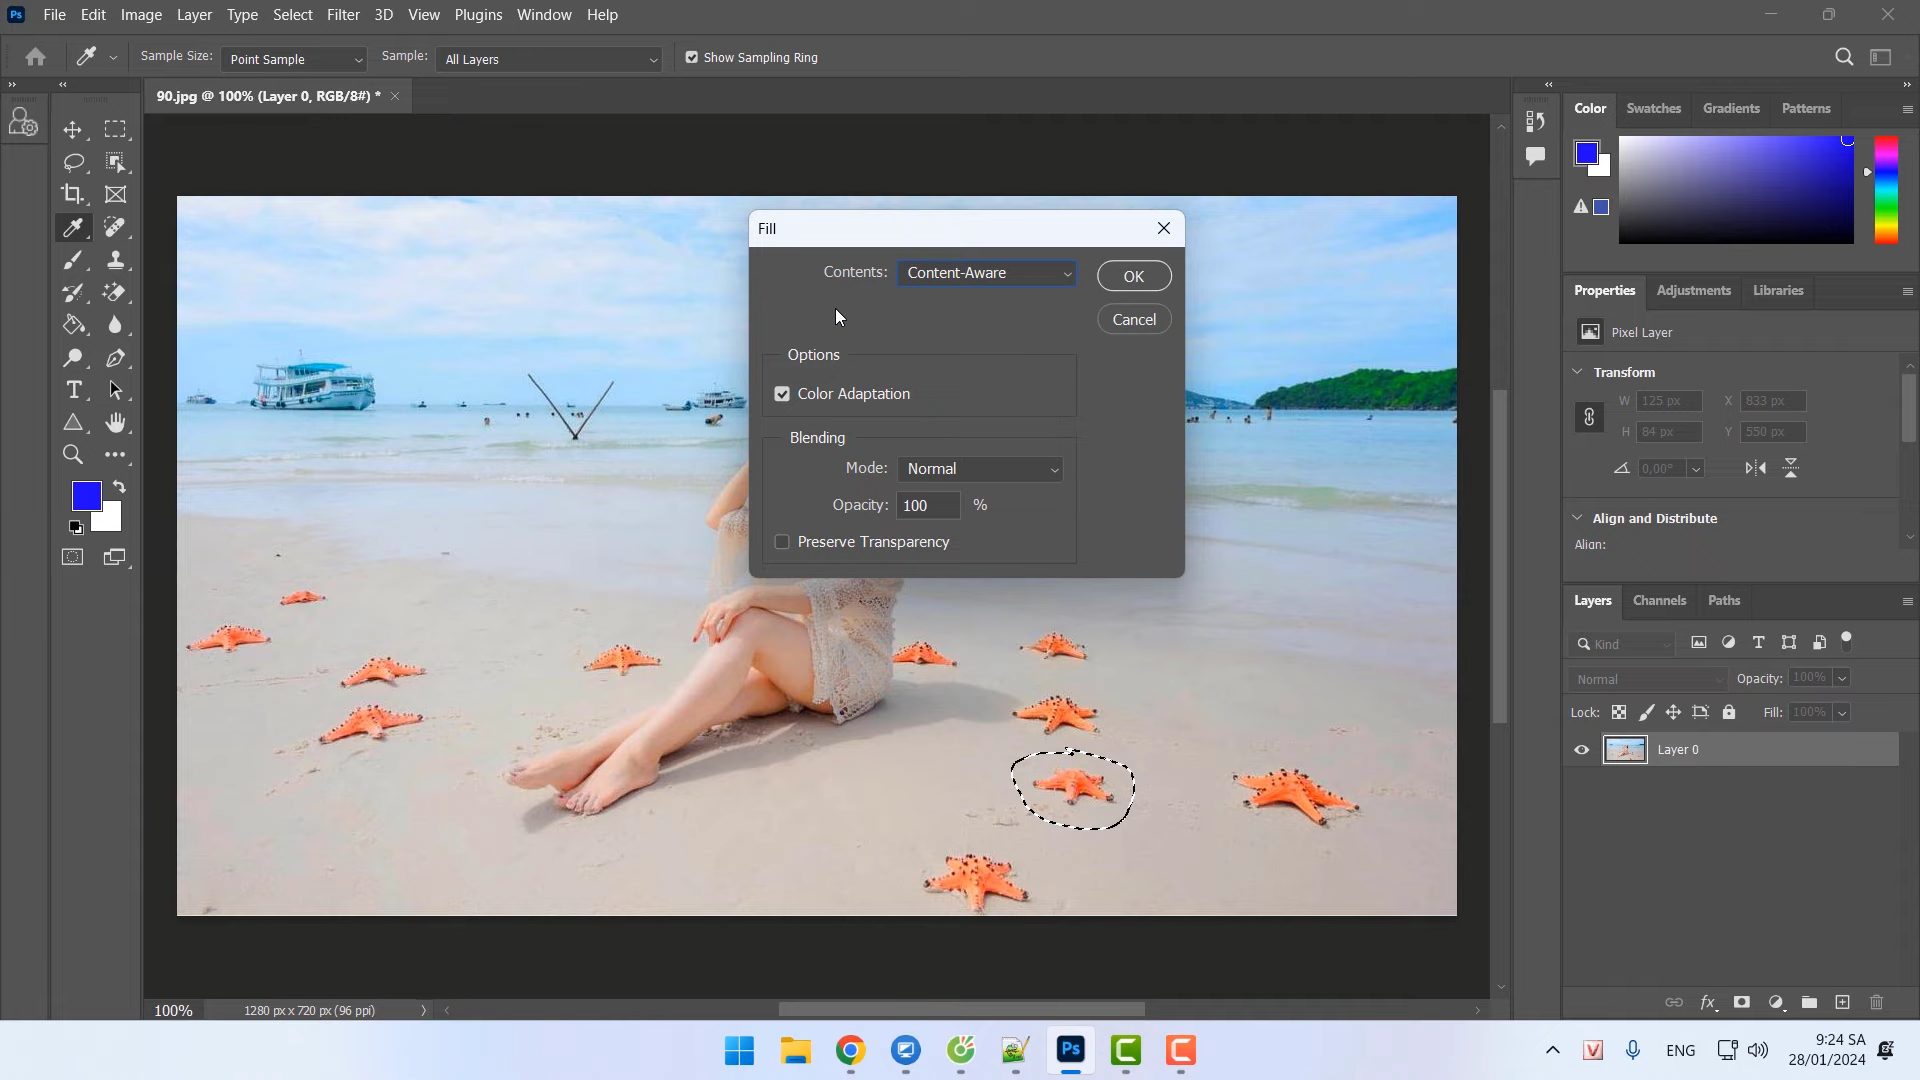 Ps File Edit Image Layer Type Select Filter 3D View Plugins Window Help
Sample Size: Point Sample Sample: All Layers Show Sampling Ring
90.jpg @ 100% (Layer 0, RGB/8#) *
Fill
Contents: Content-Aware
OK
Cancel
Options
Color Adaptation
Blending
Mode: Normal
Opacity: 100 %
Preserve Transparency
Color Swatches Gradients Patterns
Properties Adjustments Libraries
Pixel Layer
Transform
W 125 px X 833 px
H 84 px Y 550 px
0,00°
Align and Distribute
Align:
Layers Channels Paths
Kind
Normal Opacity: 100%
Lock: Fill: 100%
Layer 0
fx
100% 1280 px x 720 px (96 ppi)
Ps
ENG
9:24 SA
28/01/2024